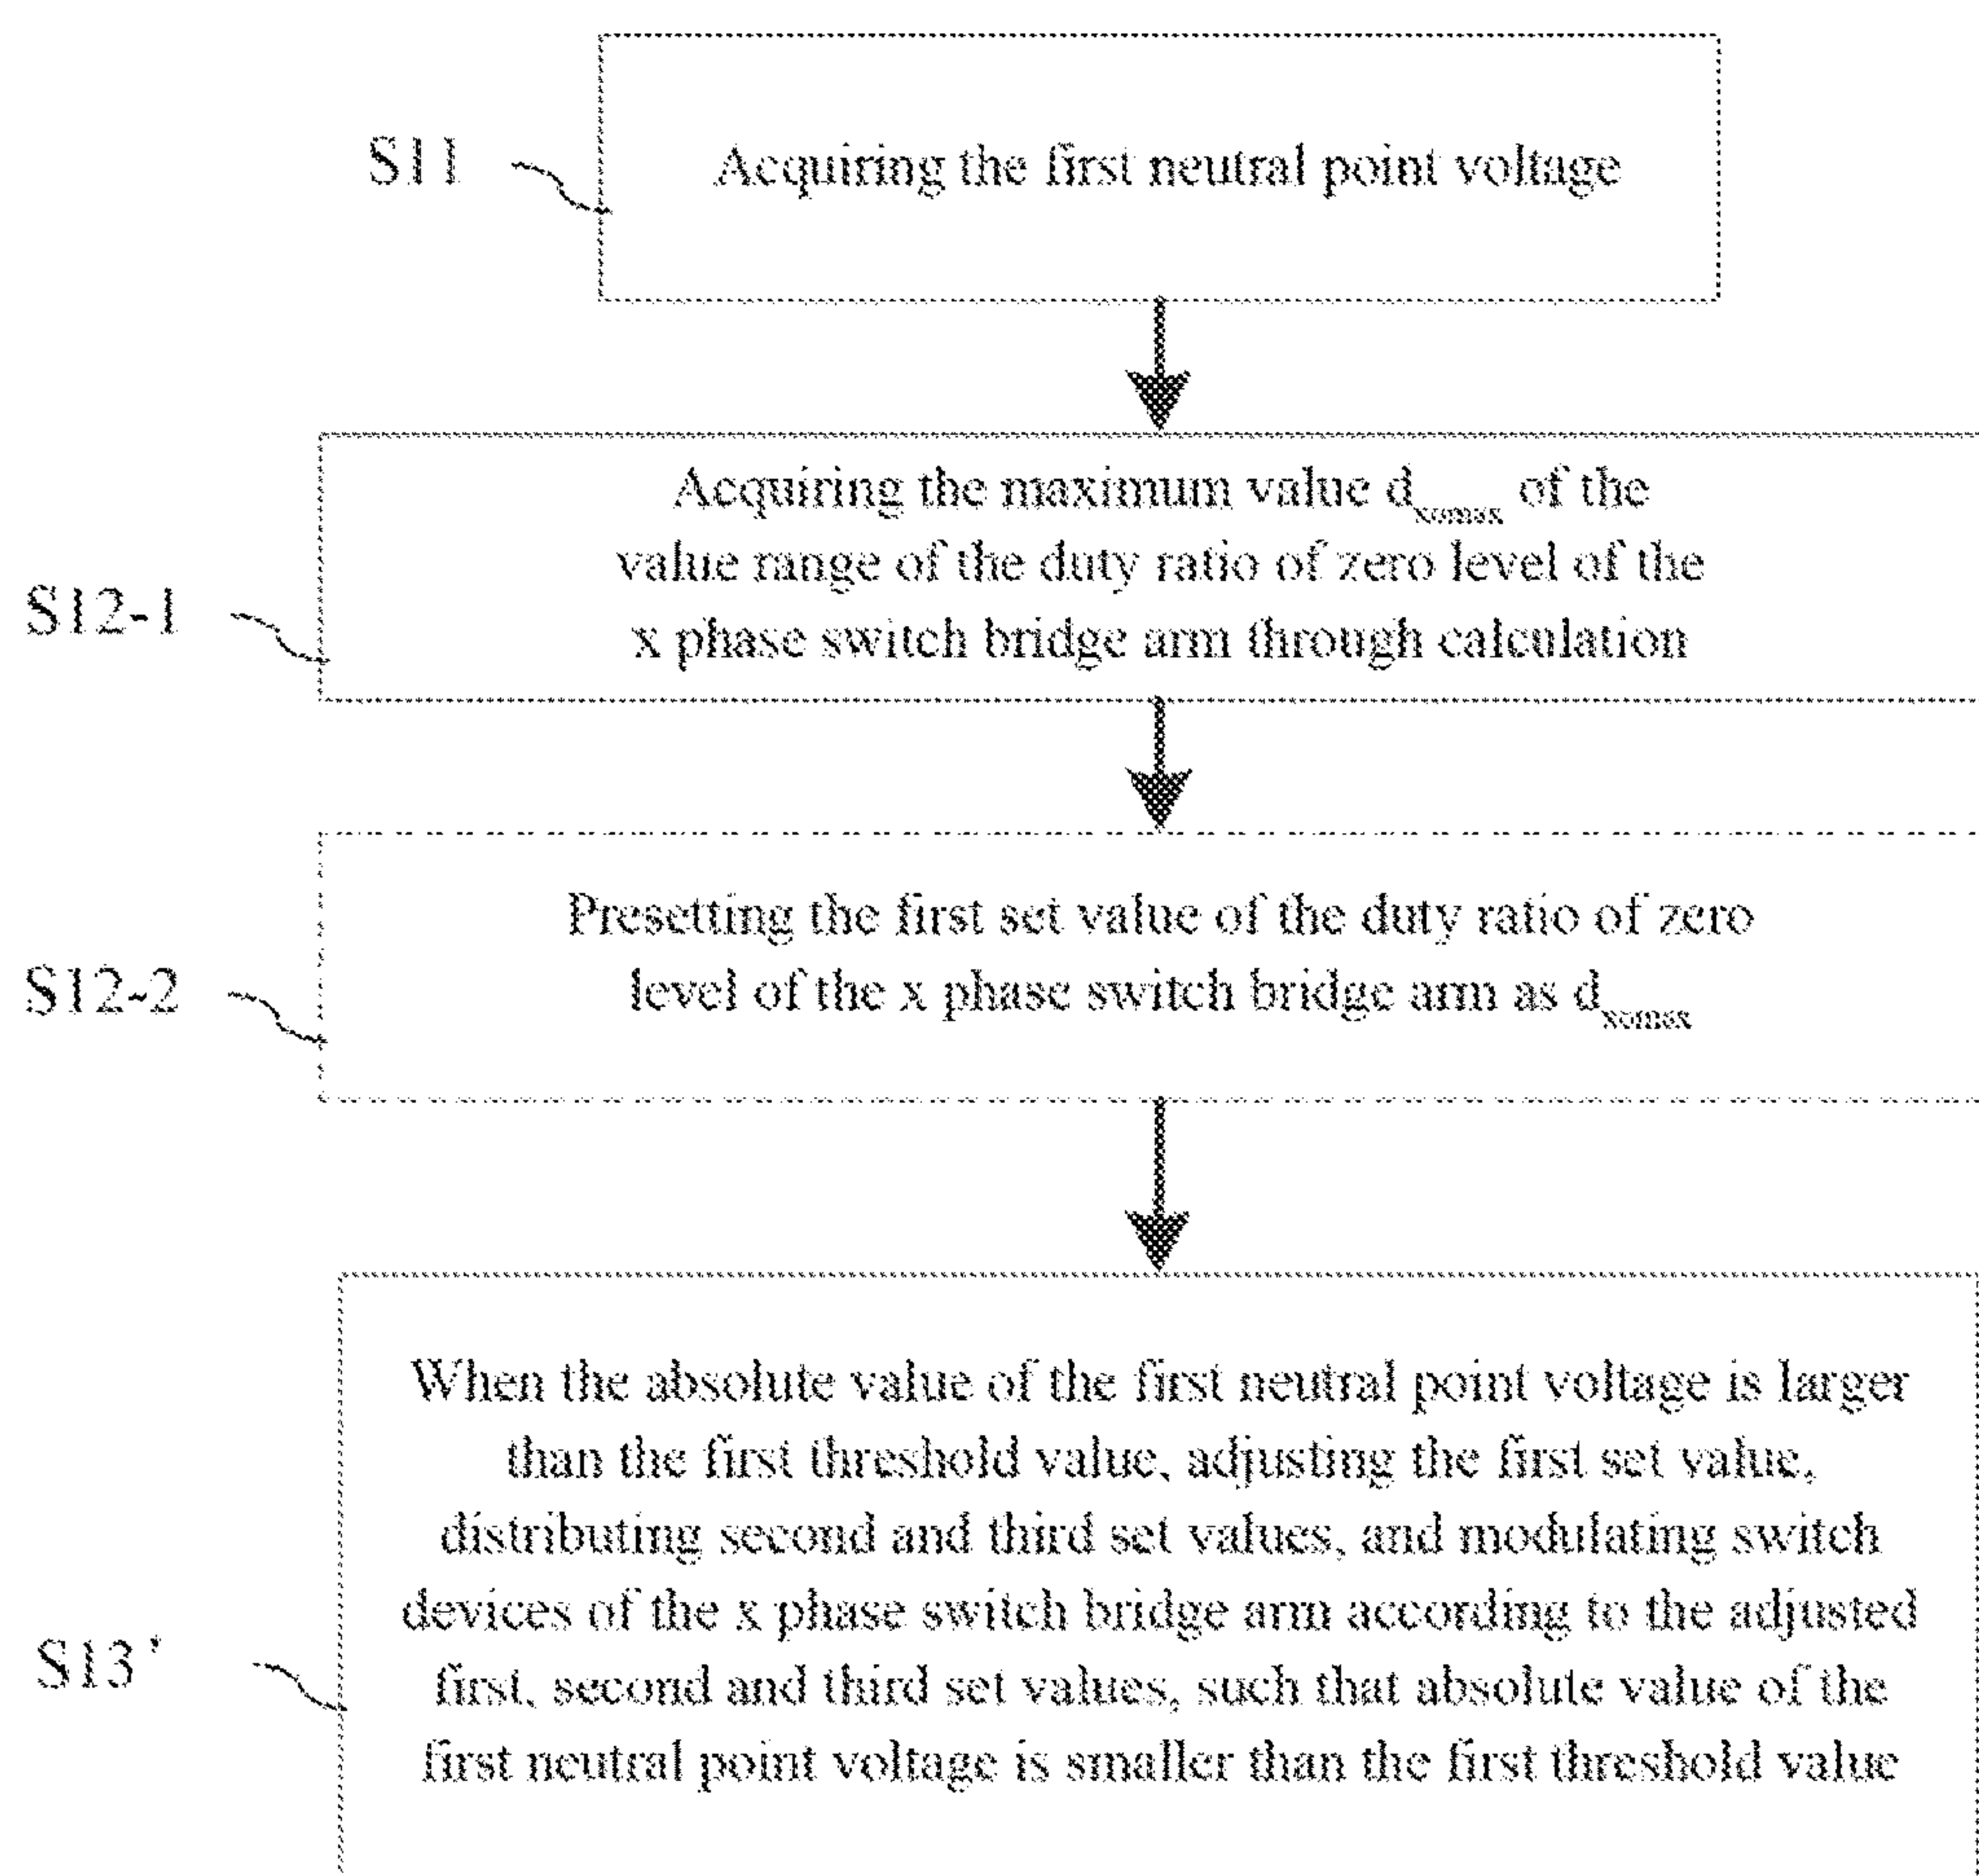 S11
Acquiring the first neutral point voltage
Acquiring the maximum value dxomax of the
value range of the duty ratio of zero level of the
x phase switch bridge arm through calculation
S12-1
Presetting the first set value of the duty ratio of zero
level of the x phase switch bridge arm as dxomax
S12-2
When the absolute value of the first neutral point voltage is larger
than the first threshold value, adjusting the first set value,
distributing second and third set values, and modulating switch
devices of the x phase switch bridge arm according to the adjusted
first, second and third set values, such that absolute value of the
first neutral point voltage is smaller than the first threshold value
S13'